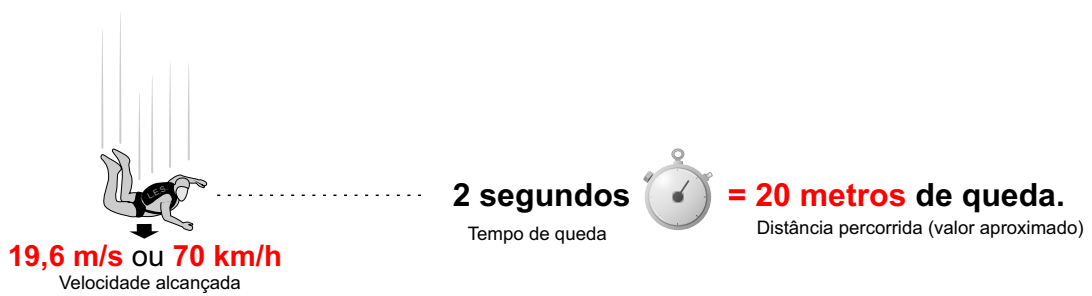 L.E.S.
2 segundos = 20 metros de queda.
Tempo de queda
Distância percorrida (valor aproximado)
19,6 m/s ou 70 km/h
Velocidade alcançada